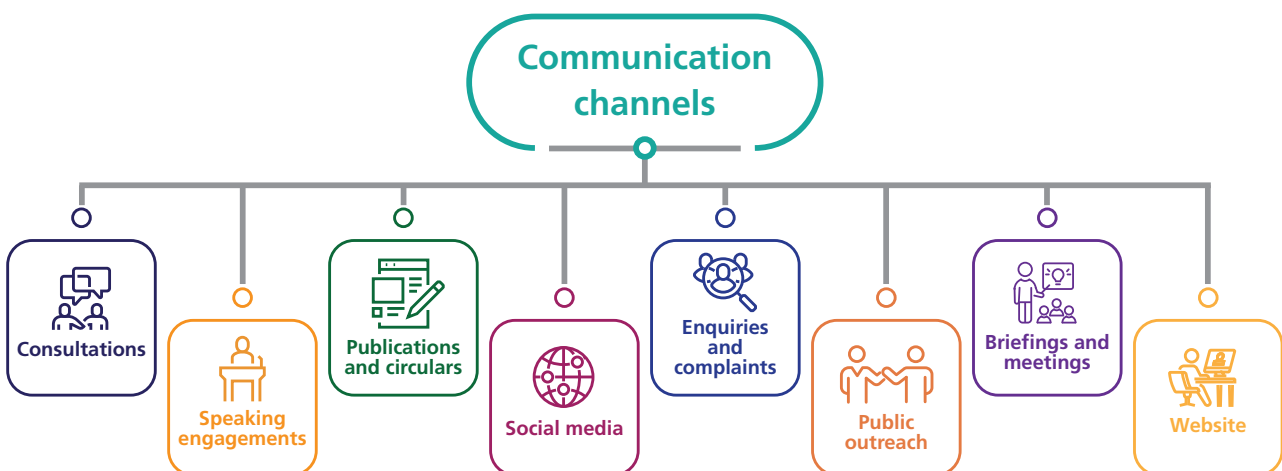 Communication
channels
Consultations
Speaking
engagements
Publications
and circulars
Social media
Enquiries
and
complaints
Public
outreach
Briefings and
meetings
Website